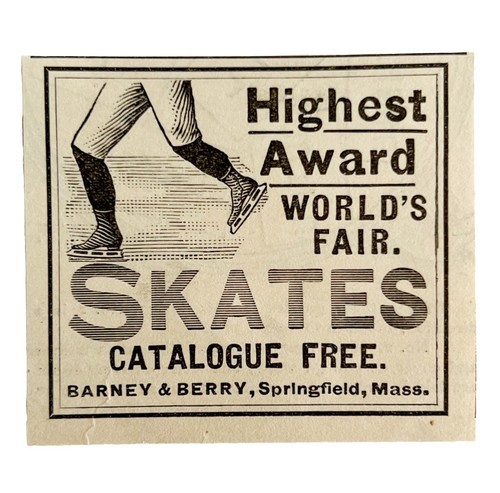 Highest
Award
WORLD'S
FAIR.
SKATES
CATALOGUE FREE.
BARNEY & BERRY, Springfield, Mass.